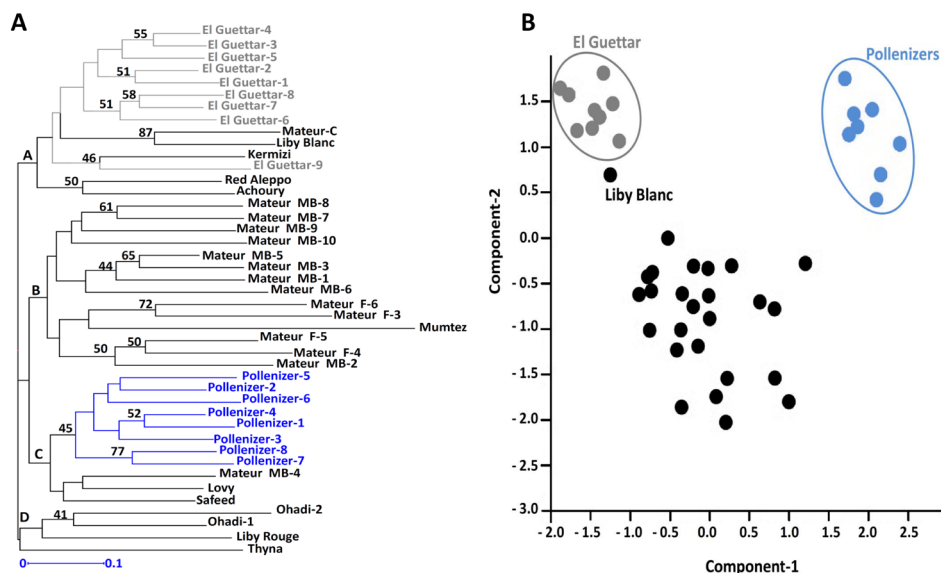 A
El Guettar-4
55
El Guettar-3
El Guettar-5
El Guettar-2
51
El Guettar-1
58
El Guettar-8
51
El Guettar-7
El Guettar-6
87
Mateur-C
Liby Blanc
A
Kermizi
46
El Guettar-9
Red Aleppo
50
Achoury
Mateur MB-8
61
Mateur MB-7
Mateur MB-9
Mateur MB-10
65
Mateur MB-5
44
Mateur MB-3
Mateur MB-1
B
Mateur MB-6
72
Mateur F-6
Mateur F-3
Mumtez
50
Mateur F-5
50
Mateur F-4
Mateur MB-2
Pollenizer-5
Pollenizer-2
Pollenizer-6
52
Pollenizer-4
45
Pollenizer-1
Pollenizer-3
77
Pollenizer-8
C
Pollenizer-7
Mateur MB-4
Lovy
Safeed
D
41
Ohadi-2
Ohadi-1
Liby Rouge
Thyna
0 0.1
B
El Guettar
Pollenizers
Liby Blanc
1.5
1.0
0.5
0.0
- 0.5
- 1.0
- 1.5
- 2.0
- 2.5
- 3.0
Component-2
- 2.0 - 1.5 - 1.0 - 0.5 0.0 0.5 1.0 1.5 2.0 2.5
Component-1